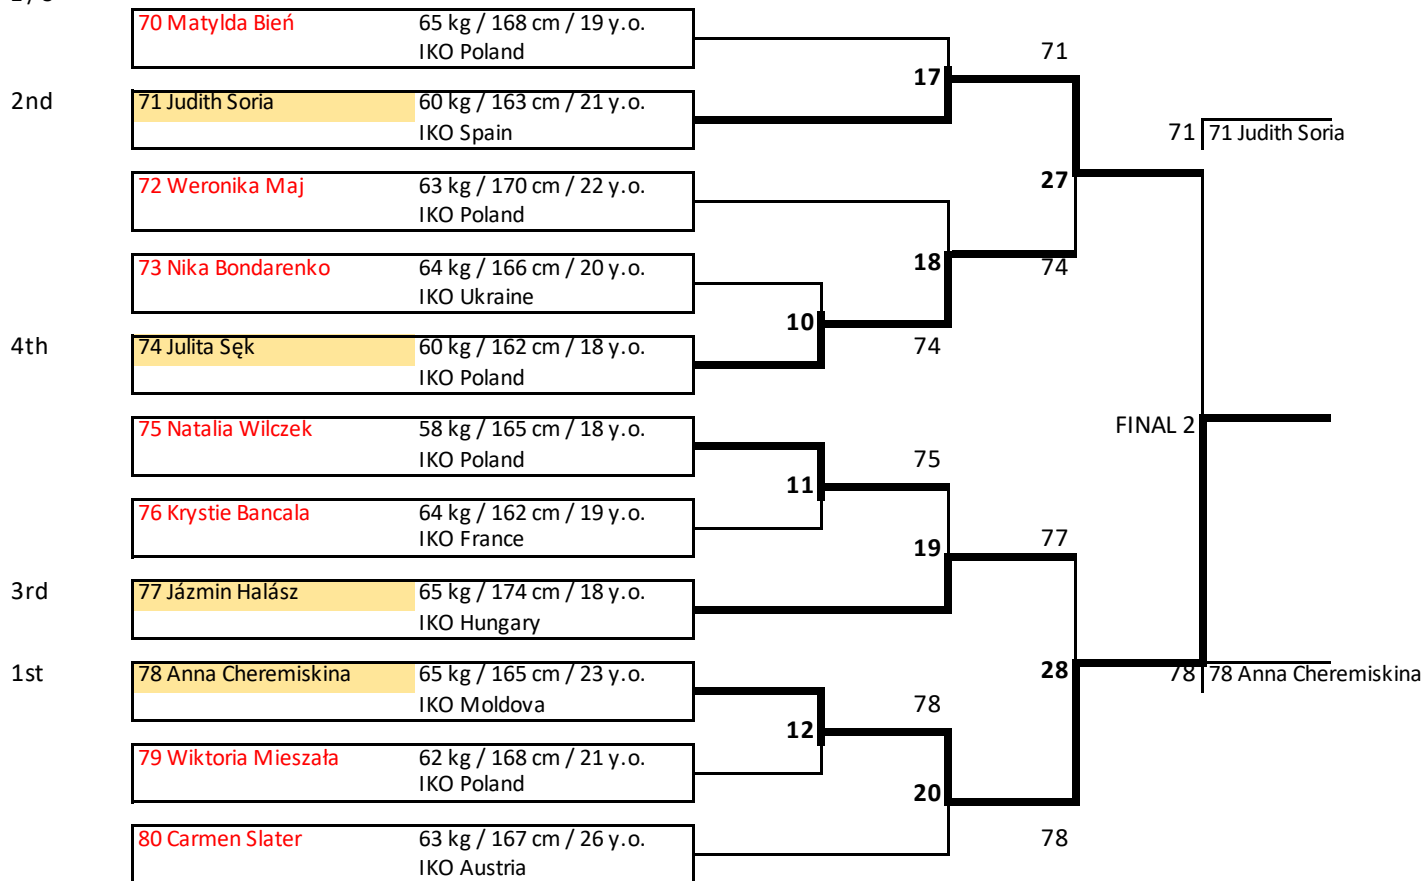 70 Matylda Bień 65 kg / 168 cm / 19 y.o.
IKO Poland
71
17
2nd 71 Judith Soria 60 kg / 163 cm / 21 y.o.
IKO Spain
71 71 Judith Soria
72 Weronika Maj 63 kg / 170 cm / 22 y.o.
IKO Poland
27
73 Nika Bondarenko 64 kg / 166 cm / 20 y.o.
IKO Ukraine
18
74
10
4th 74 Julita Sęk 60 kg / 162 cm / 18 y.o.
IKO Poland
74
75 Natalia Wilczek 58 kg / 165 cm / 18 y.o.
IKO Poland
FINAL 2
75
11
76 Krystie Bancala 64 kg / 162 cm / 19 y.o.
IKO France
77
19
3rd 77 Jázmin Halász 65 kg / 174 cm / 18 y.o.
IKO Hungary
1st 78 Anna Cheremiskina 65 kg / 165 cm / 23 y.o.
IKO Moldova
28
78 78 Anna Cheremiskina
78
12
79 Wiktoria Mieszała 62 kg / 168 cm / 21 y.o.
IKO Poland
20
80 Carmen Slater 63 kg / 167 cm / 26 y.o.
IKO Austria
78